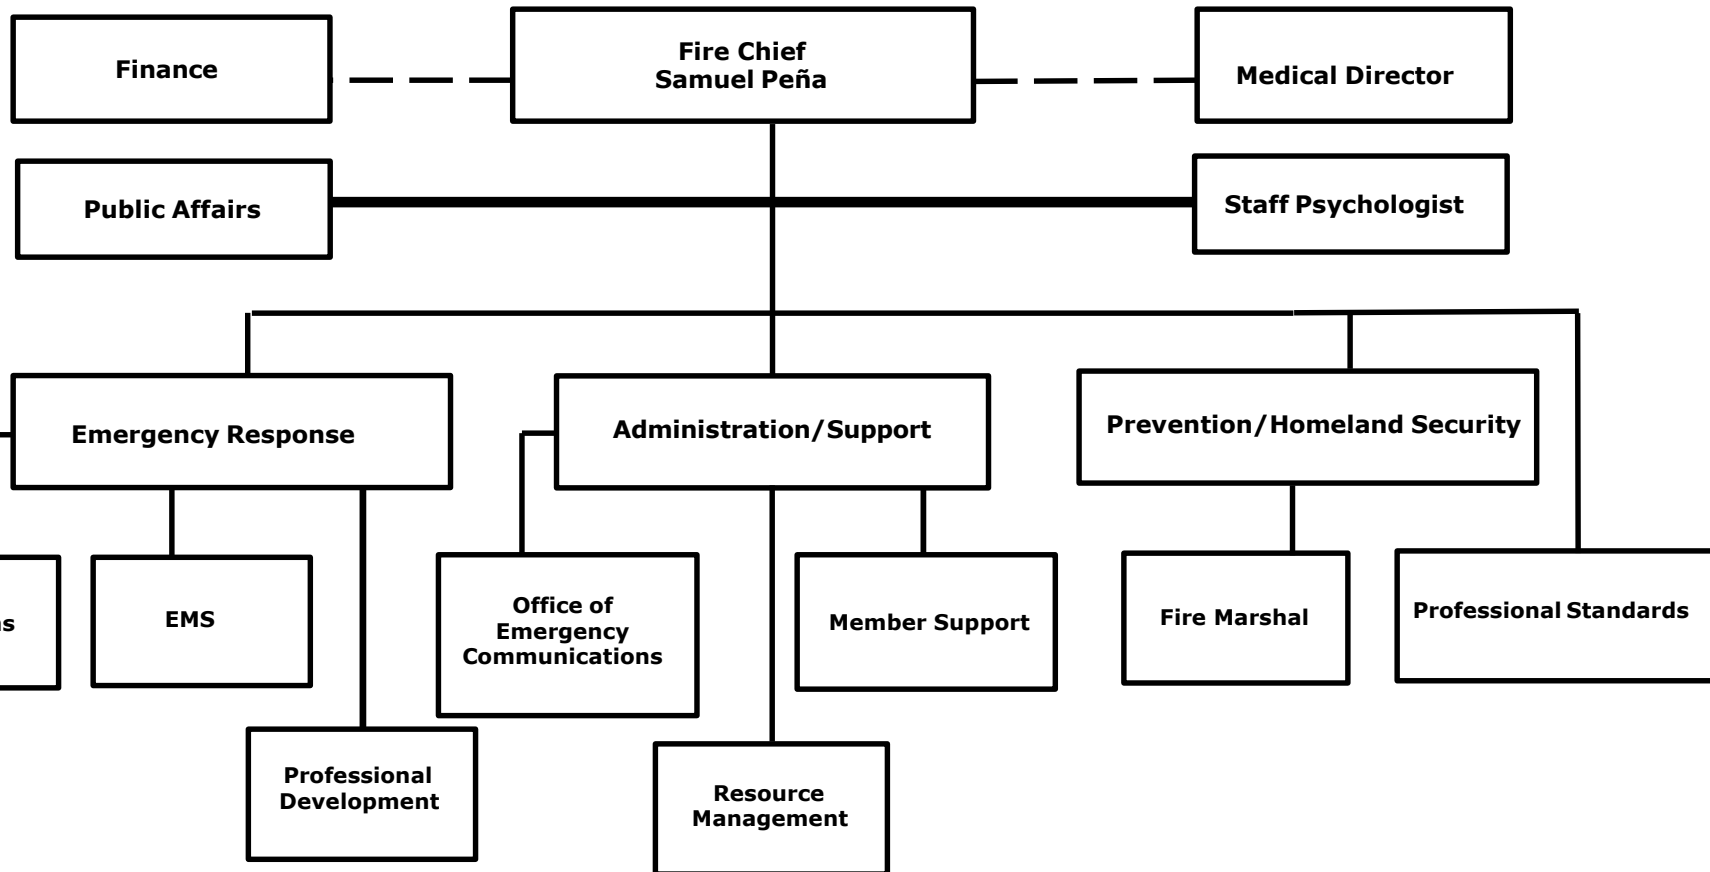 Finance
Fire Chief
Samuel Peña
Medical Director
Public Affairs
Staff Psychologist
Emergency Response
Administration/Support
Prevention/Homeland Security
EMS
Office of
Emergency
Communications
Member Support
Fire Marshal
Professional Standards
Professional
Development
Resource
Management